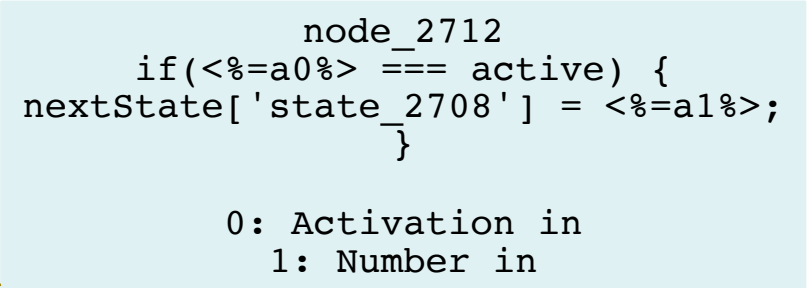 node_2712
if(<%=a0%> === active) {
nextState['state_2708'] = <%=a1%>;
}
0: Activation in
1: Number in